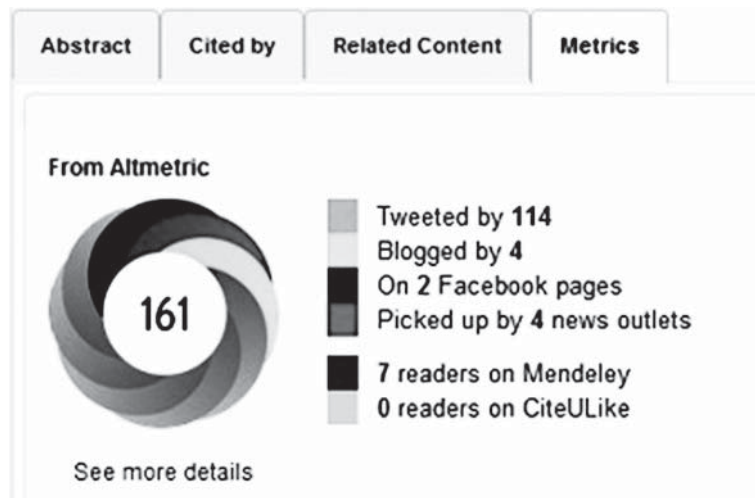 Abstract Cited by Related Content Metrics
From Altmetric
161
Tweeted by 114
Blogged by 4
On 2 Facebook pages
Picked up by 4 news outlets
7 readers on Mendeley
0 readers on CiteULike
See more details